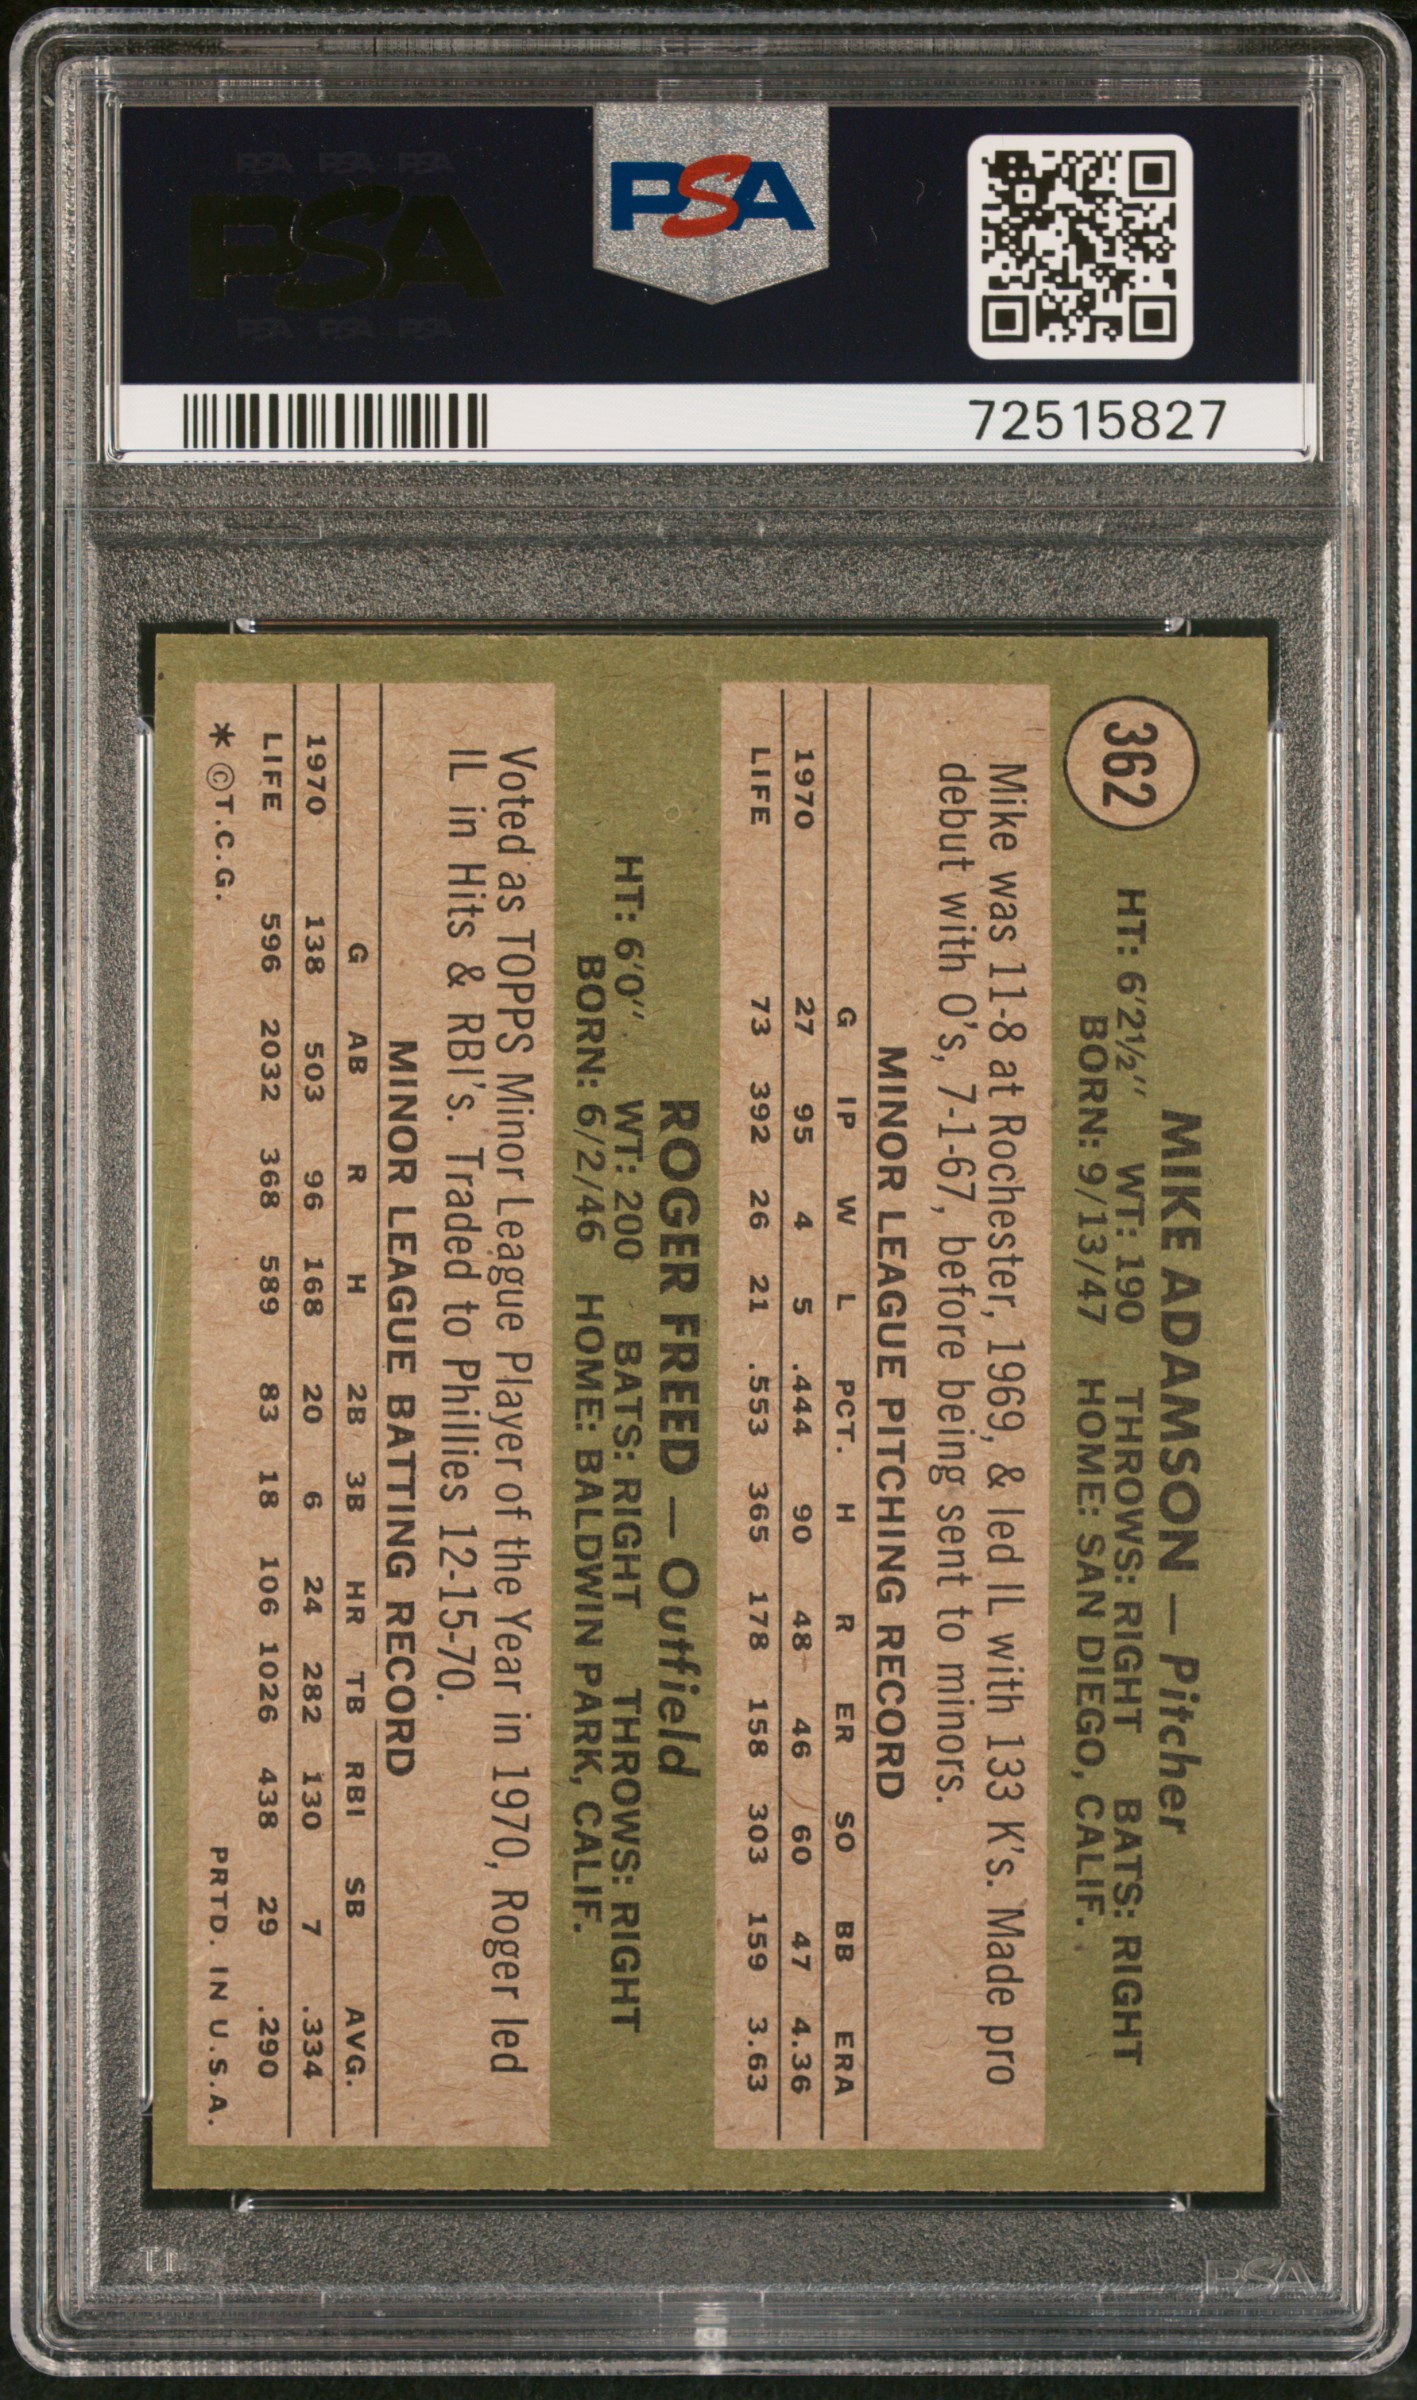 PSA PSA PSA
PSA
PSA PSA PSA
PSA
72515827
362
MIKE ADAMSON — Pitcher
HT: 6'2½" WT: 190 THROWS: RIGHT BATS: RIGHT
BORN: 9/13/47 HOME: SAN DIEGO, CALIF.
Mike was 11-8 at Rochester, 1969, & led IL with 133 K's. Made pro
debut with O's, 7-1-67, before being sent to minors.
MINOR LEAGUE PITCHING RECORD
G IP W L PCT. H R ER SO BB ERA
1970 27 95 4 5 .444 90 48 46 60 47 4.36
LIFE 73 392 26 21 .553 365 178 158 303 159 3.63
ROGER FREED — Outfield
HT: 6'0" WT: 200 BATS: RIGHT THROWS: RIGHT
BORN: 6/2/46 HOME: BALDWIN PARK, CALIF.
Voted as TOPPS Minor League Player of the Year in 1970, Roger led
IL in Hits & RBI's. Traded to Phillies 12-15-70.
MINOR LEAGUE BATTING RECORD
G AB R H 2B 3B HR TB RBI SB AVG.
1970 138 503 96 168 20 6 24 282 130 7 .334
LIFE 596 2032 368 589 83 18 106 1026 438 29 .290
* ©T.C.G. PRTD. IN U.S.A.
PSA